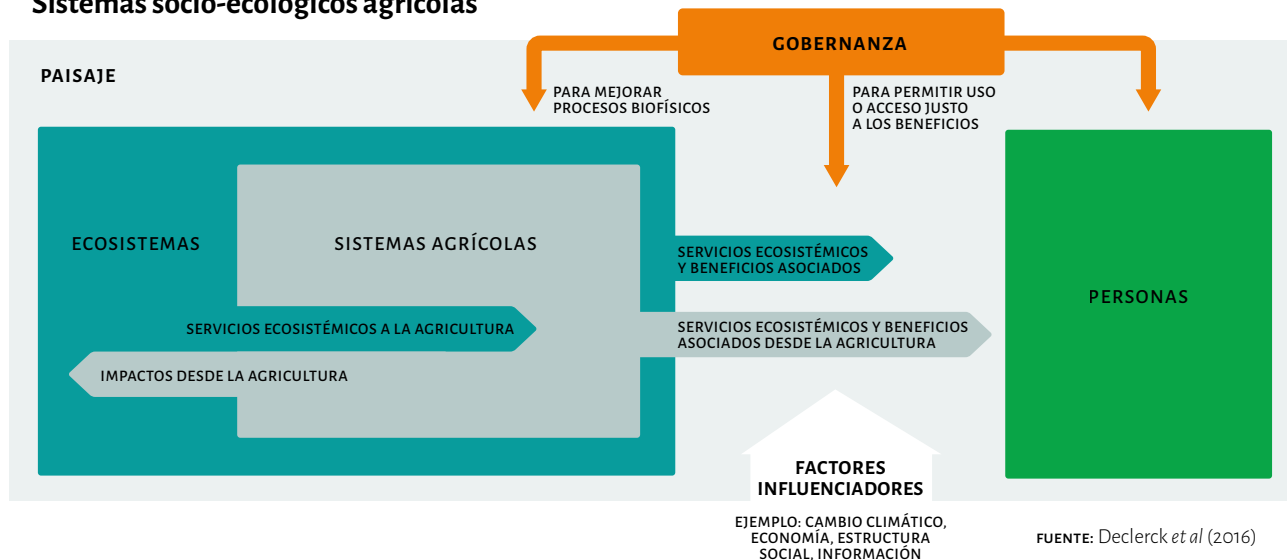 Sistemas socio-ecológicos agrícolas
GOBERNANZA
PAISAJE
PARA MEJORAR
PROCESOS BIOFÍSICOS
PARA PERMITIR USO
O ACCESO JUSTO
A LOS BENEFICIOS
ECOSISTEMAS
SISTEMAS AGRÍCOLAS
SERVICIOS ECOSISTÉMICOS
Y BENEFICIOS ASOCIADOS
PERSONAS
SERVICIOS ECOSISTÉMICOS A LA AGRICULTURA
SERVICIOS ECOSISTÉMICOS Y BENEFICIOS
ASOCIADOS DESDE LA AGRICULTURA
IMPACTOS DESDE LA AGRICULTURA
FACTORES
INFLUENCIADORES
EJEMPLO: CAMBIO CLIMÁTICO,
ECONOMÍA, ESTRUCTURA
SOCIAL, INFORMACIÓN
FUENTE: Declerck et al (2016)